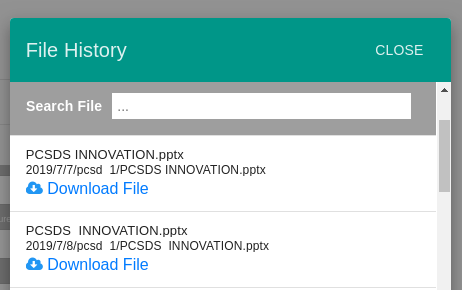 File History
CLOSE
Search File
...
PCSDS INNOVATION.pptx
2019/7/7/pcsd  1/PCSDS INNOVATION.pptx
Download File
PCSDS  INNOVATION.pptx
2019/7/8/pcsd  1/PCSDS  INNOVATION.pptx
Download File